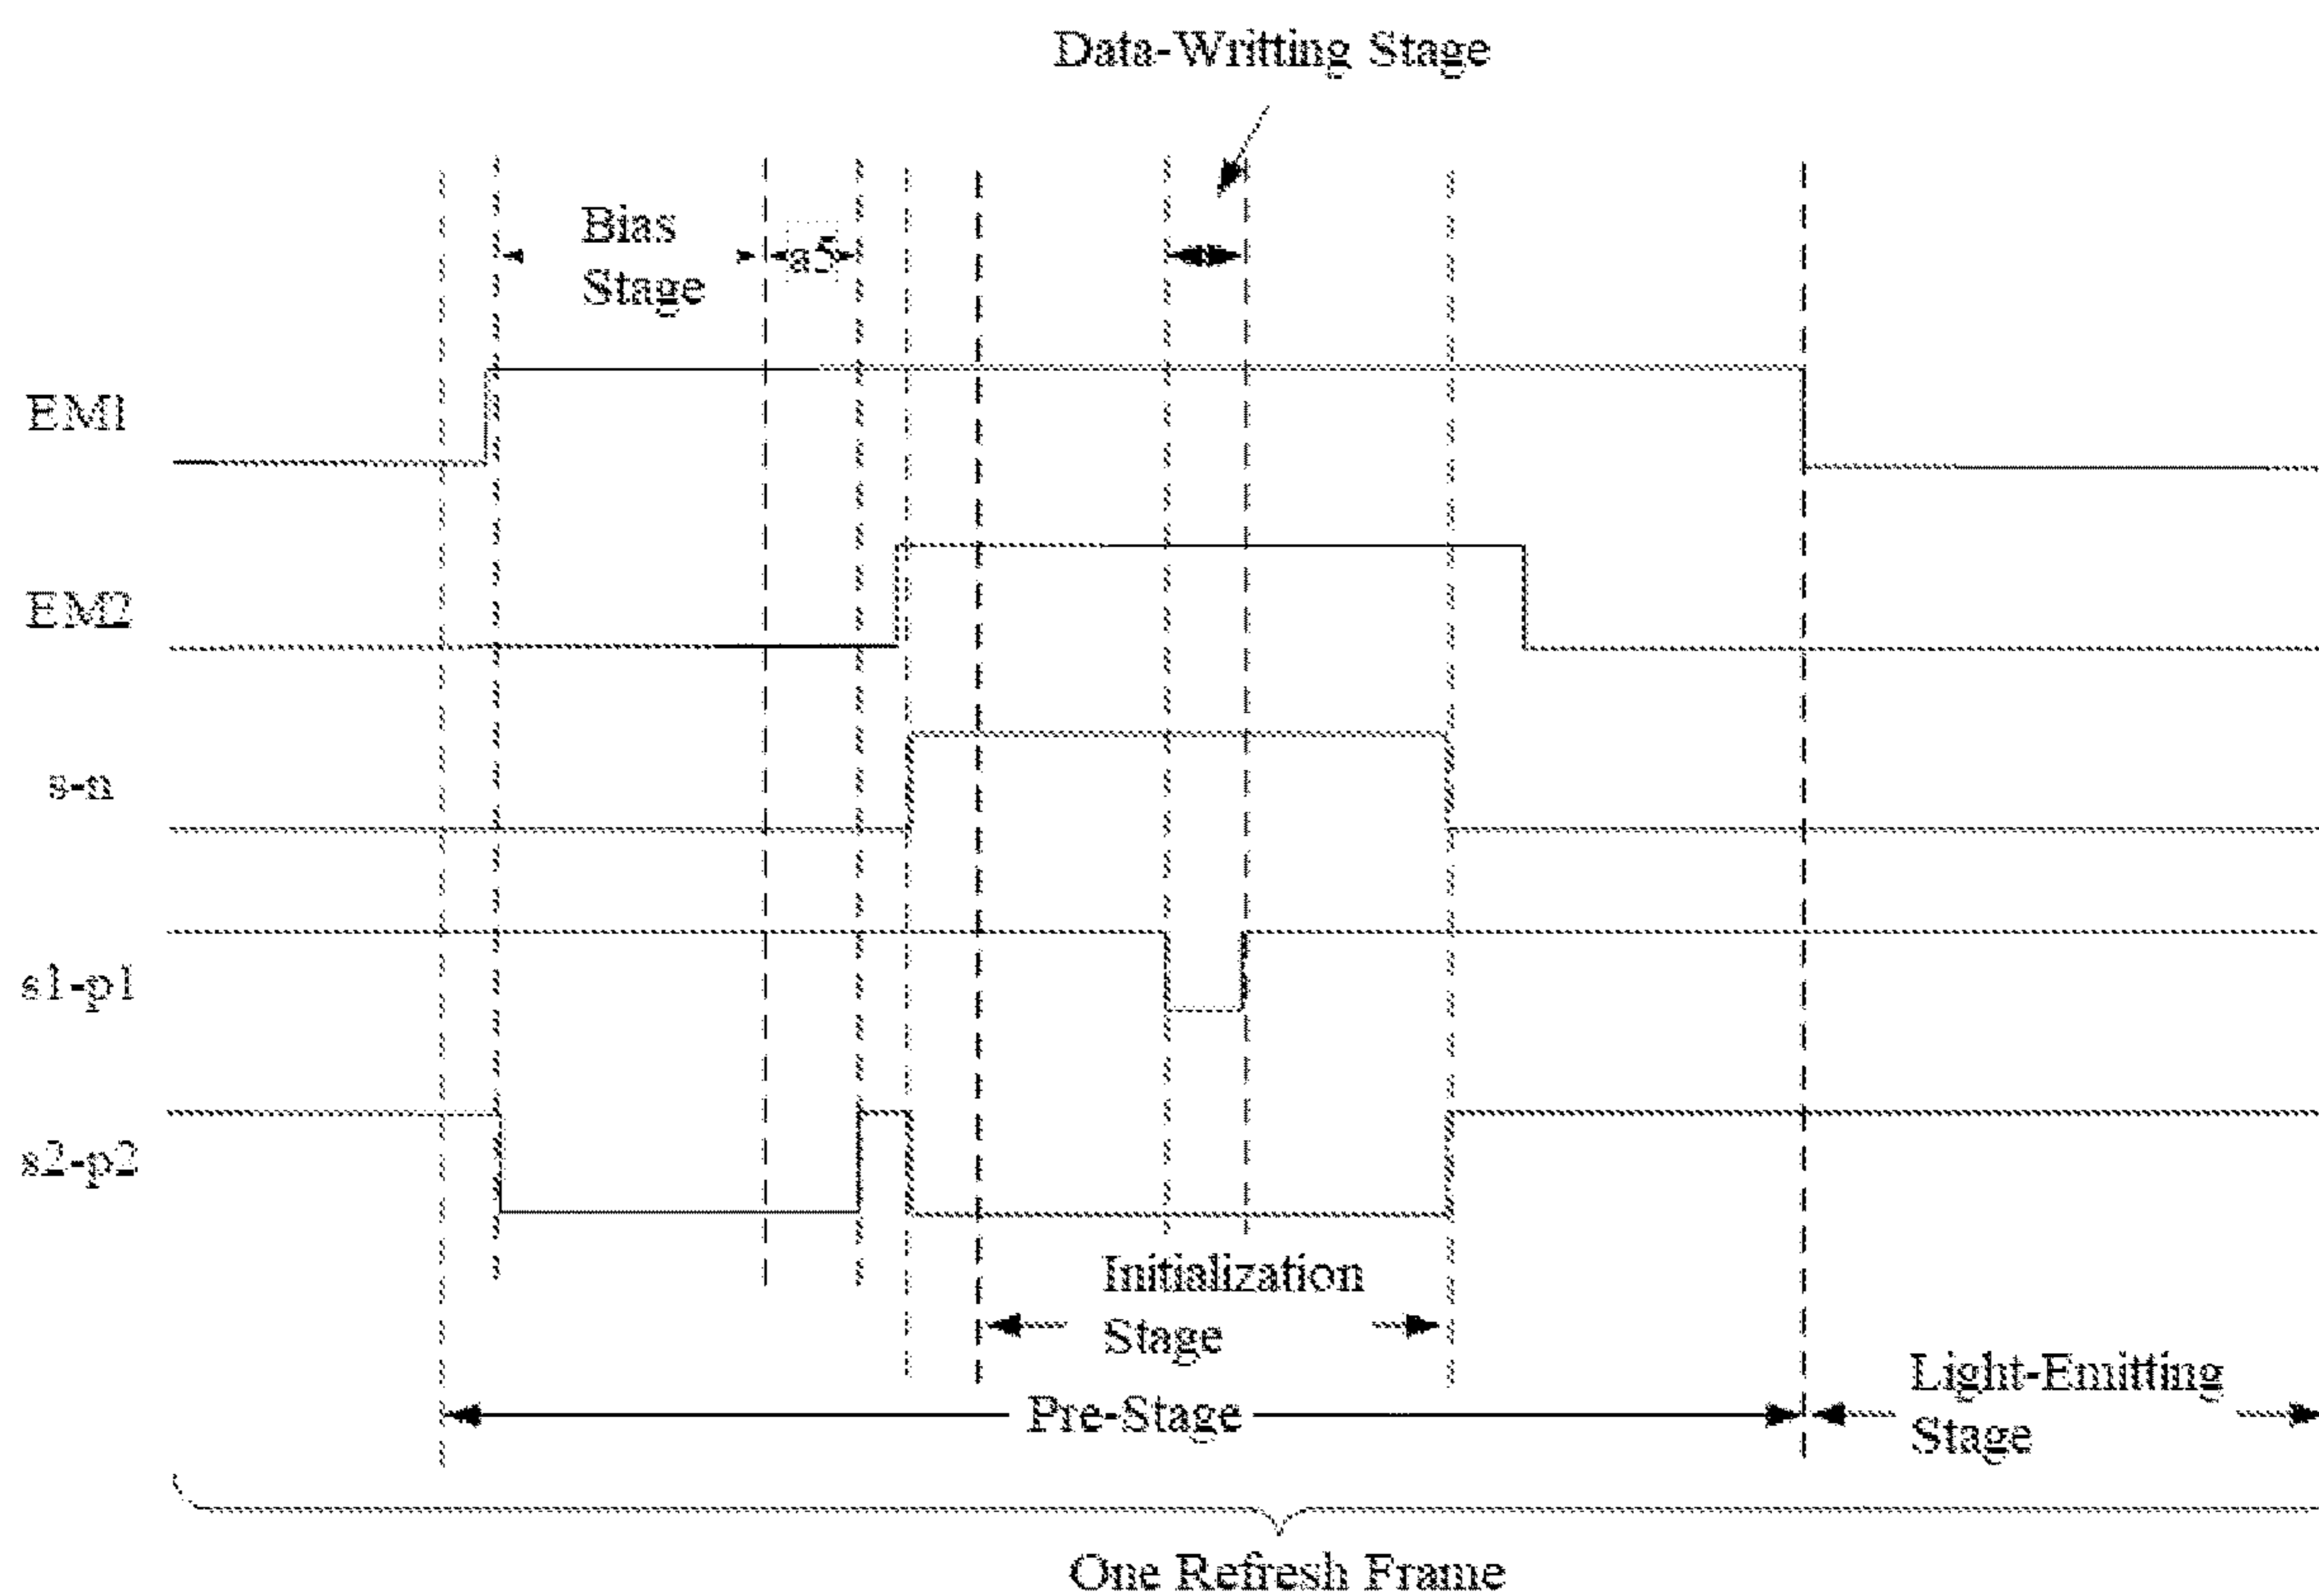 Data-Writting Stage
Bias
Stage
a5
EM1
EM2
s-n
s1-p1
s2-p2
Initialization
Stage
Pre-Stage
Light-Emitting
Stage
One Refresh Frame